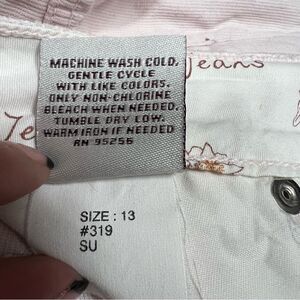 MACHINE WASH COLD.
GENTLE CYCLE
WITH LIKE COLORS.
ONLY NON-CHLORINE
BLEACH WHEN NEEDED.
TUMBLE DRY LOW.
WARM IRON IF NEEDED
RN 95256
Jeans
Je
SIZE : 13
#319
SU